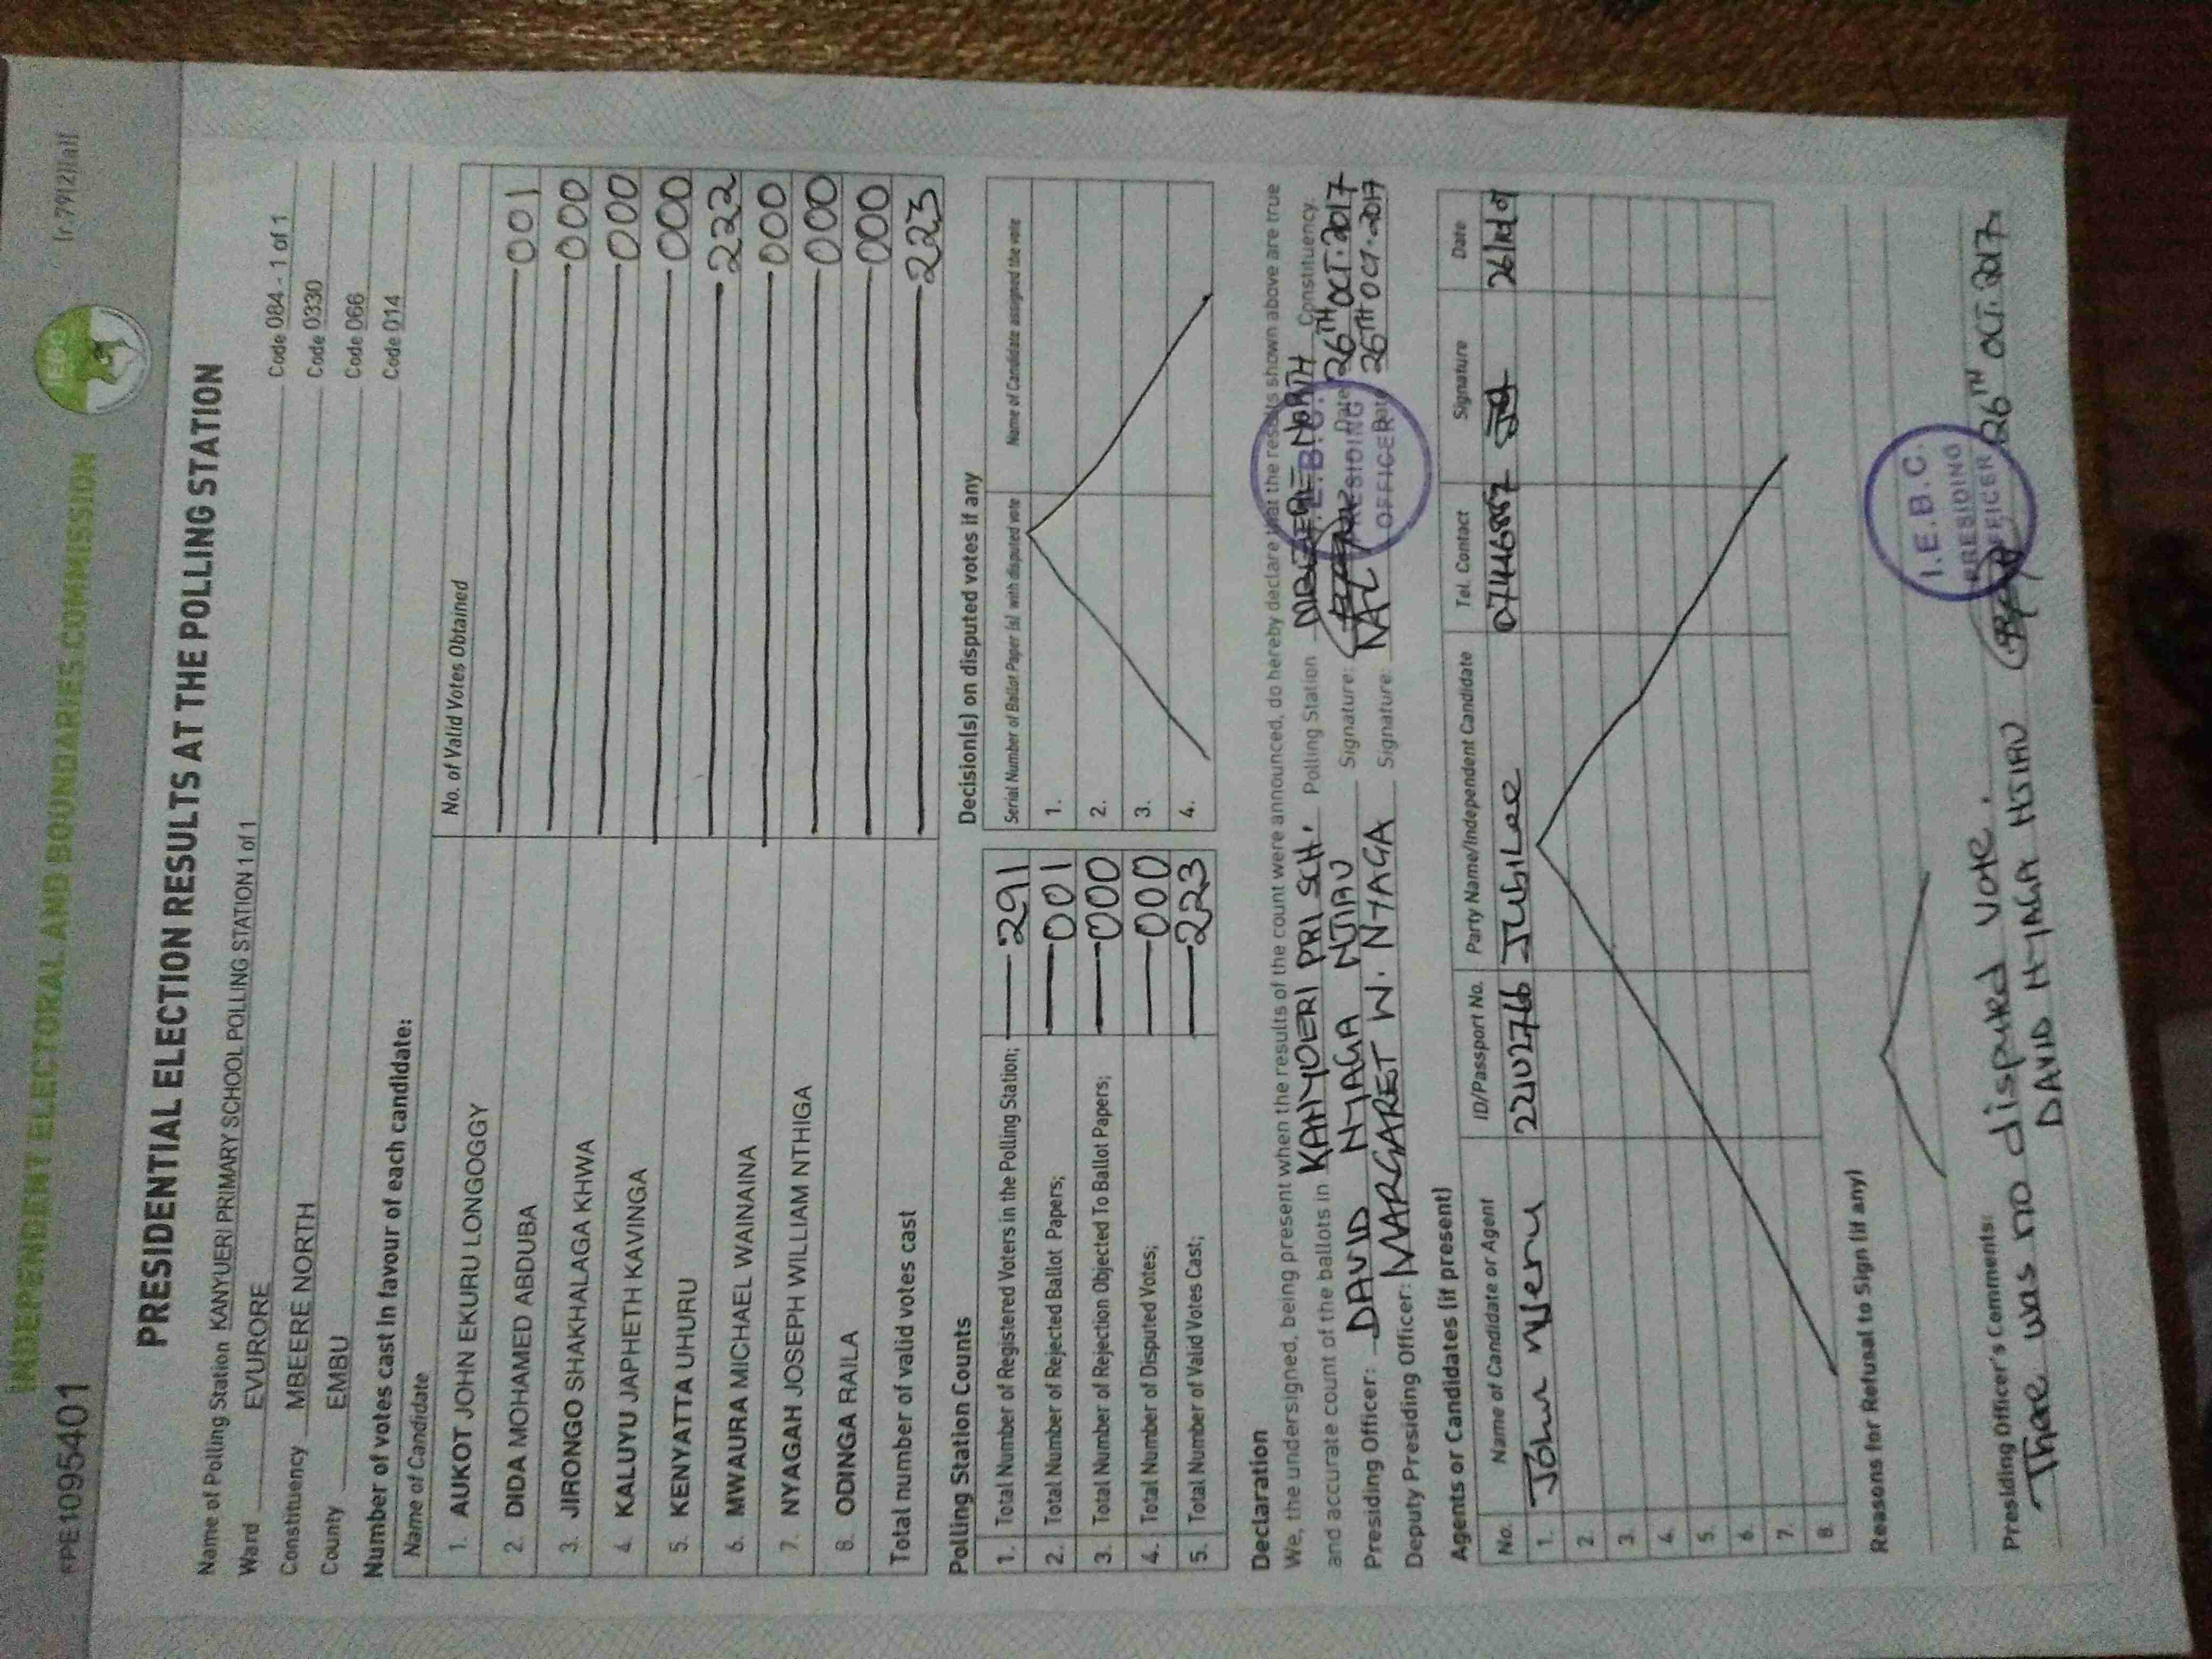 INDEPENDENT ELECTORAL AND BOUNDARIES COMMISSION
PE1095401
IEBC
(r.79(2)(a))
PRESIDENTIAL ELECTION RESULTS AT THE POLLING STATION
Name of Polling Station KANYUERI PRIMARY SCHOOL POLLING STATION 1 of 1 Code 084 - 1 of 1
Ward EVURORE Code 0330
Constituency MBEERE NORTH Code 066
County EMBU Code 014
Number of votes cast in favour of each candidate:
Name of Candidate No. of Valid Votes Obtained
1. AUKOT JOHN EKURU LONGOGGY 001
2. DIDA MOHAMED ABDUBA 000
3. JIRONGO SHAKHALAGA KHWA 000
4. KALUYU JAPHETH KAVINGA 000
5. KENYATTA UHURU 222
6. MWAURA MICHAEL WAINAINA 000
7. NYAGAH JOSEPH WILLIAM NTHIGA 000
8. ODINGA RAILA 000
Total number of valid votes cast 223
Polling Station Counts
1. Total Number of Registered Voters in the Polling Station; 291
2. Total Number of Rejected Ballot Papers; 001
3. Total Number of Rejection Objected To Ballot Papers; 000
4. Total Number of Disputed Votes; 000
5. Total Number of Valid Votes Cast; 223
Decision(s) on disputed votes if any
Serial Number of Ballot Paper (s) with disputed vote Name of Candidate assigned the vote
1.
2.
3.
4.
Declaration
We, the undersigned, being present when the results of the count were announced, do hereby declare that the results shown above are true
and accurate count of the ballots in KANYUERI PRI SCH. Polling Station NORTH Constituency.
Presiding Officer: DAVID NYAGA NJIRU Signature: Date 26TH OCT. 2017
Deputy Presiding Officer: MARGARET W. NYAGA Signature: Date 26TH OCT. 2017
I.E.B.C. PRESIDING OFFICER
Agents or Candidates (if present)
No. Name of Candidate or Agent ID/Passport No. Party Name/Independent Candidate Tel. Contact Signature Date
1. John Njeru Jubilee
2.
3.
4.
5.
6.
7.
8.
Reasons for Refusal to Sign (if any)
I.E.B.C.
PRESIDING
OFFICER
Presiding Officer's Comments:
There was no disputed vote.
DAVID NYAGA NJIRU 26TH OCT. 2017